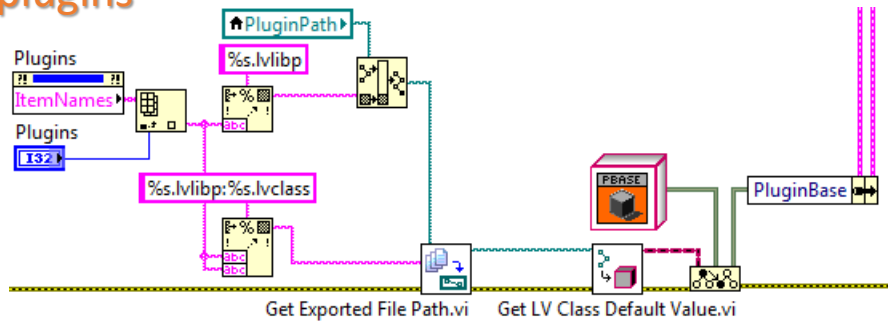 plugins
PluginPath
Plugins
%s.lvlibp
ItemNames
Plugins
I32
%s.lvlibp:%s.lvclass
abc
abc
abc
PBASE
PluginBase
Get Exported File Path.vi
Get LV Class Default Value.vi